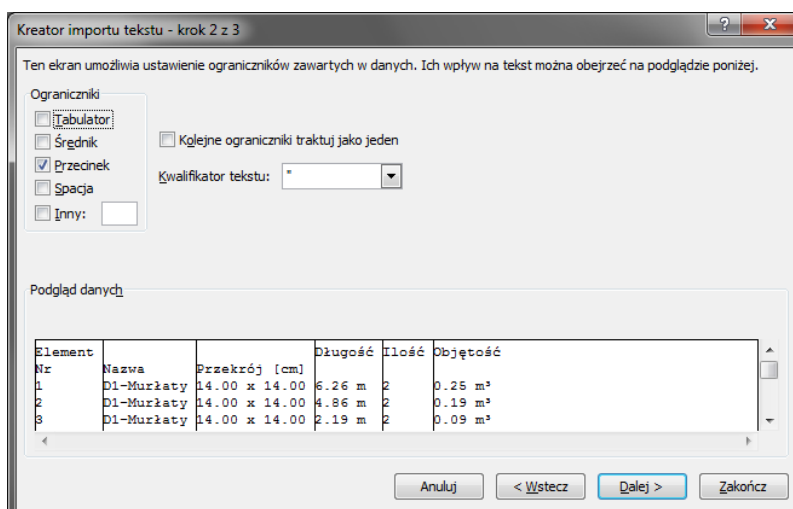 Kreator importu tekstu - krok 2 z 3
Ten ekran umożliwia ustawienie ograniczników zawartych w danych. Ich wpływ na tekst można obejrzeć na podglądzie poniżej.
Ograniczniki
Tabulator
Średnik
Przecinek
Spacja
Inny:
Kolejne ograniczniki traktuj jako jeden
Kwalifikator tekstu: "
Podgląd danych
Element Długość Ilość Objętość
Nr Nazwa Przekrój [cm]
1 D1-Murłaty 14.00 x 14.00 6.26 m 2 0.25 m³
2 D1-Murłaty 14.00 x 14.00 4.86 m 2 0.19 m³
3 D1-Murłaty 14.00 x 14.00 2.19 m 2 0.09 m³
Anuluj < Wstecz Dalej > Zakończ